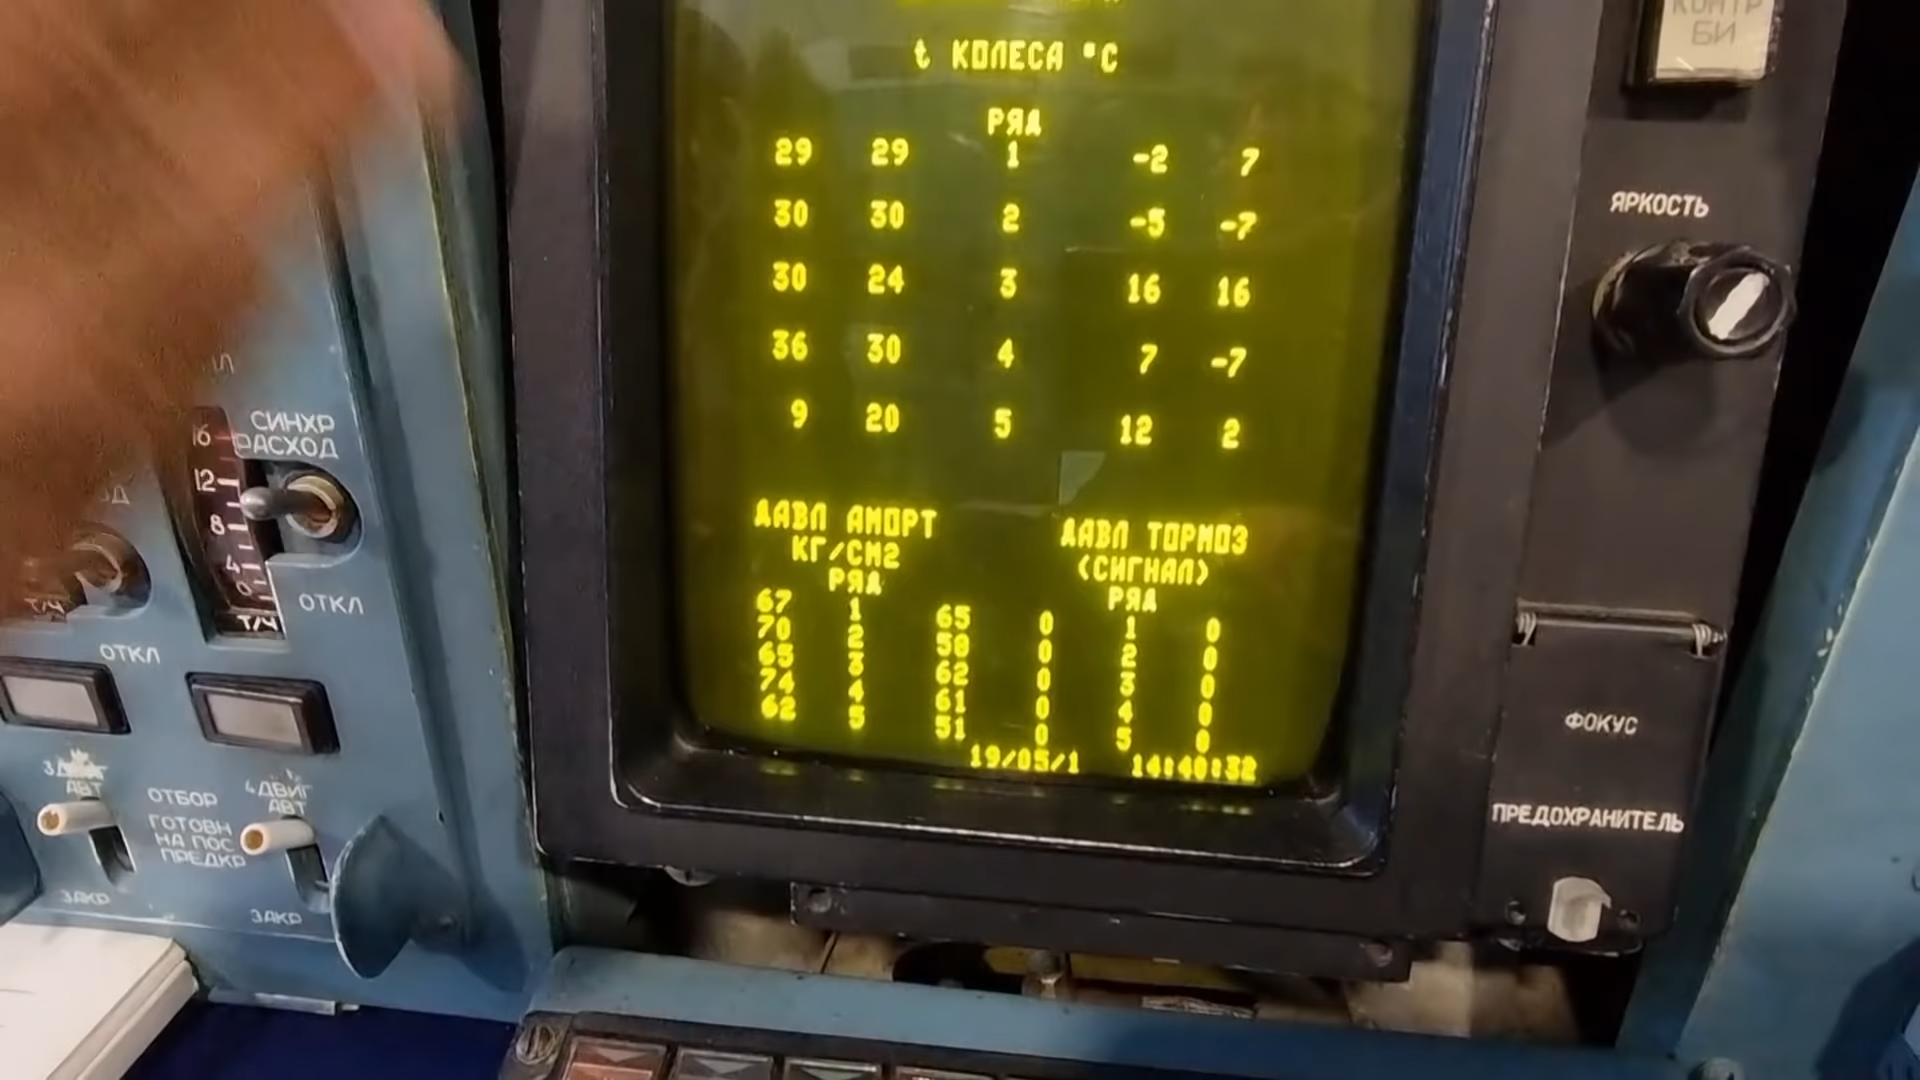 t КОЛЕСА °С
РЯД
29 29 1 -2 7
30 30 2 -5 -7
30 24 3 16 16
36 30 4 7 -7
9 20 5 12 2
ДАВЛ АМОРТ
КГ/СМ2
РЯД
67 1 65
70 2 58
65 3 62
74 4 61
62 5 51
ДАВЛ ТОРМОЗ
(СИГНАЛ)
РЯД
0 1 0
0 2 0
0 3 0
0 4 0
0 5 0
19/05/1 14:40:32
КОНТР
БИ
ЯРКОСТЬ
ФОКУС
ПРЕДОХРАНИТЕЛЬ
СИНХР
РАСХОД
16
12
8
4
0
Т/Ч
ОТКЛ
Т/Ч
ОТКЛ
АВТ
ЗАКР
ОТБОР
ГОТОВН
НА ПОС
ПРЕДКР
4 ДВИГ
АВТ
ЗАКР